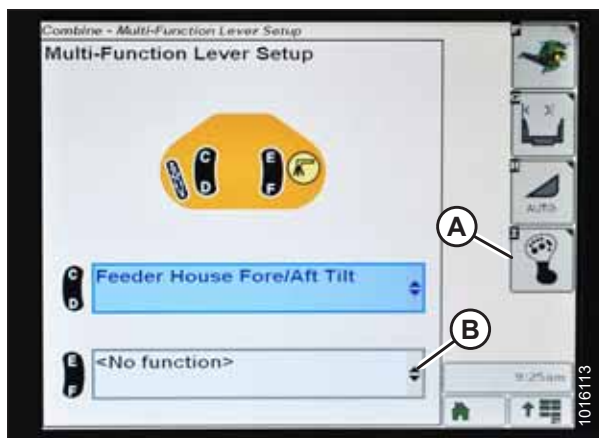 Combine - Multi-Function Lever Setup
Multi-Function Lever Setup
C
D
E
F
AUTO
A
C
D
Feeder House Fore/Aft Tilt
B
E
F
<No function>
9:25am
1016113